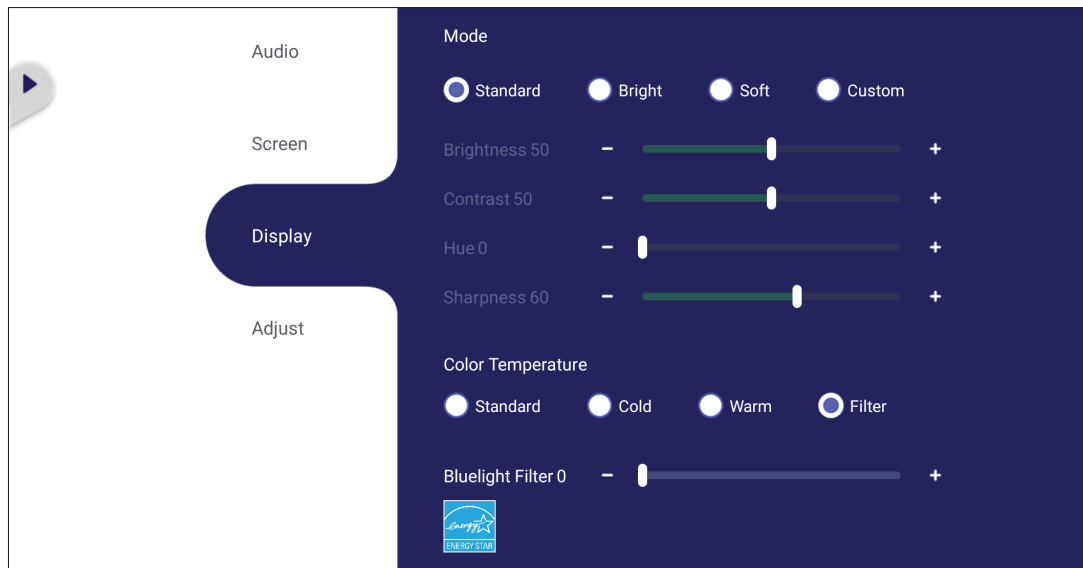 Audio
Screen
Display
Adjust
Mode
Standard Bright Soft Custom
Brightness 50 - +
Contrast 50 - +
Hue 0 - +
Sharpness 60 - +
Color Temperature
Standard Cold Warm Filter
Bluelight Filter 0 - +
energy
ENERGY STAR